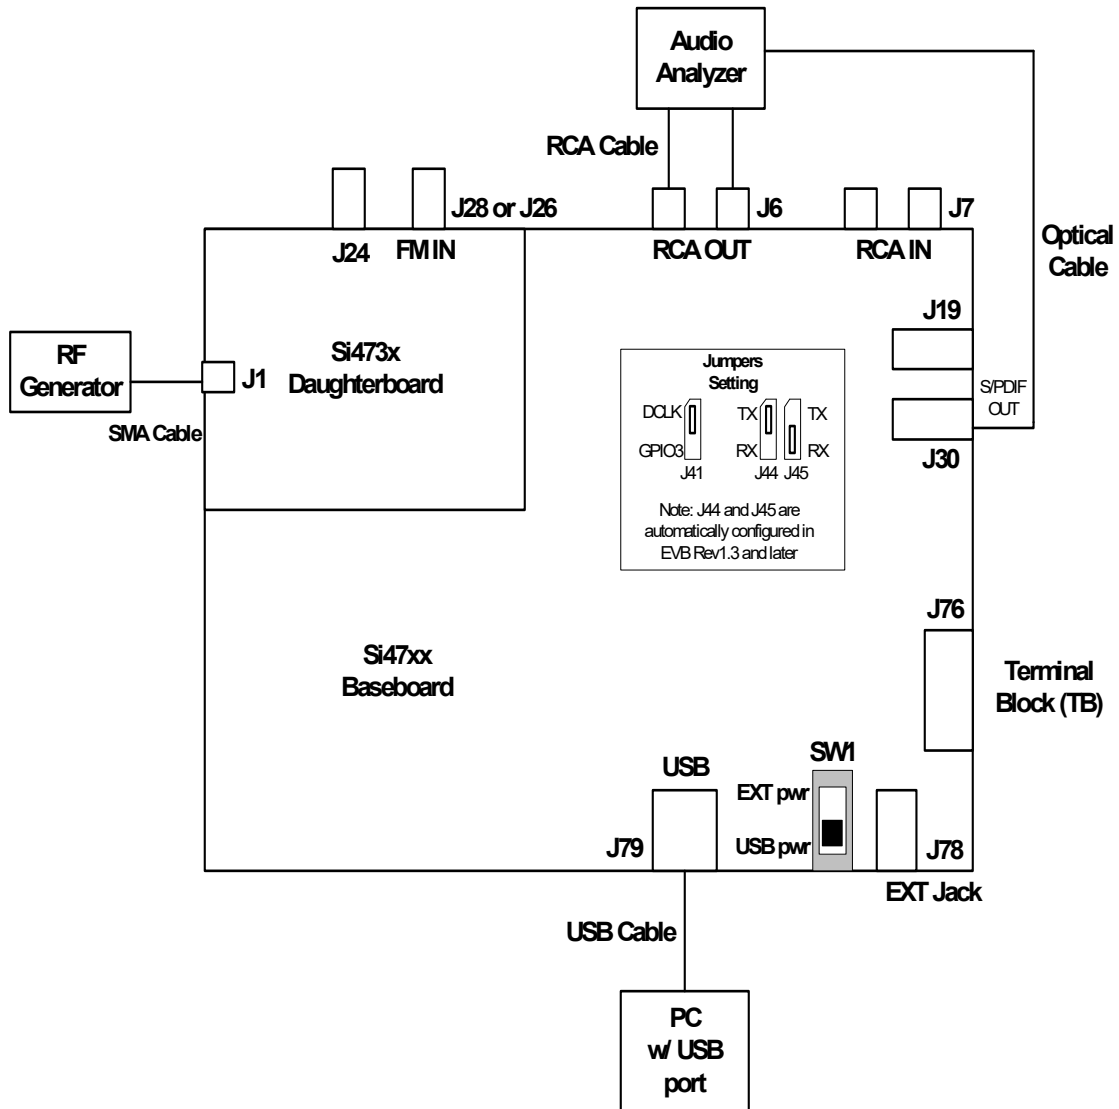 Audio
Analyzer
RCA Cable
J28 or J26
J6
J7
J24
FM IN
RCA OUT
RCA IN
Optical
Cable
RF
Generator
J1
SMA Cable
Si473x
Daughterboard
J19
S/PDIF
OUT
J30
Jumpers
Setting
DCLK
GPIO3
J41
TX
RX
J44
TX
RX
J45
Note: J44 and J45 are
automatically configured in
EVB Rev1.3 and later
Si47xx
Baseboard
J76
Terminal
Block (TB)
USB
J79
SW1
EXT pwr
USB pwr
J78
EXT Jack
USB Cable
PC
w/ USB
port